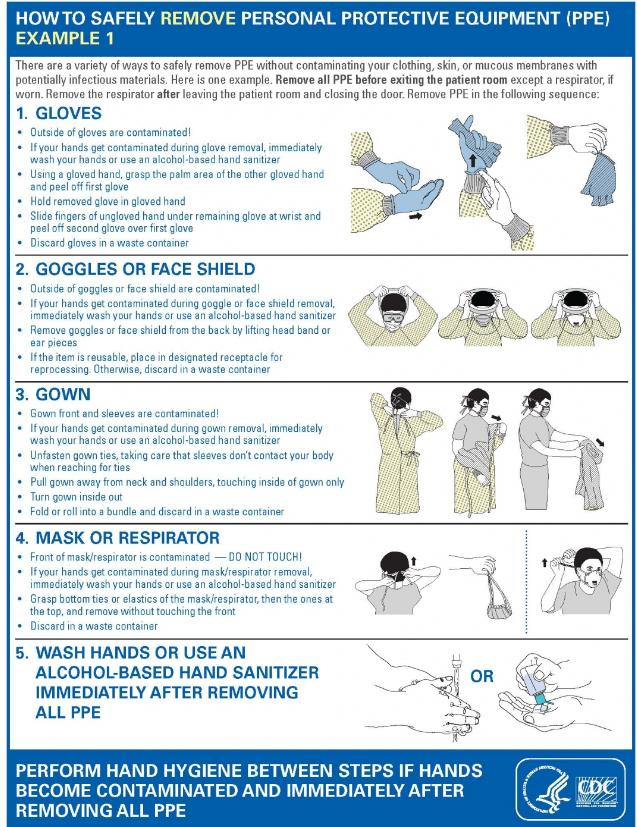 HOW TO SAFELY REMOVE PERSONAL PROTECTIVE EQUIPMENT (PPE)
EXAMPLE 1
There are a variety of ways to safely remove PPE without contaminating your clothing, skin, or mucous membranes with
potentially infectious materials. Here is one example. Remove all PPE before exiting the patient room except a respirator, if
worn. Remove the respirator after leaving the patient room and closing the door. Remove PPE in the following sequence:
1. GLOVES
• Outside of gloves are contaminated!
• If your hands get contaminated during glove removal, immediately
wash your hands or use an alcohol-based hand sanitizer
• Using a gloved hand, grasp the palm area of the other gloved hand
and peel off first glove
• Hold removed glove in gloved hand
• Slide fingers of ungloved hand under remaining glove at wrist and
peel off second glove over first glove
• Discard gloves in a waste container
2. GOGGLES OR FACE SHIELD
• Outside of goggles or face shield are contaminated!
• If your hands get contaminated during goggle or face shield removal,
immediately wash your hands or use an alcohol-based hand sanitizer
• Remove goggles or face shield from the back by lifting head band or
ear pieces
• If the item is reusable, place in designated receptacle for
reprocessing. Otherwise, discard in a waste container
3. GOWN
• Gown front and sleeves are contaminated!
• If your hands get contaminated during gown removal, immediately
wash your hands or use an alcohol-based hand sanitizer
• Unfasten gown ties, taking care that sleeves don't contact your body
when reaching for ties
• Pull gown away from neck and shoulders, touching inside of gown only
• Turn gown inside out
• Fold or roll into a bundle and discard in a waste container
4. MASK OR RESPIRATOR
• Front of mask/respirator is contaminated — DO NOT TOUCH!
• If your hands get contaminated during mask/respirator removal,
immediately wash your hands or use an alcohol-based hand sanitizer
• Grasp bottom ties or elastics of the mask/respirator, then the ones at
the top, and remove without touching the front
• Discard in a waste container
5. WASH HANDS OR USE AN
ALCOHOL-BASED HAND SANITIZER
IMMEDIATELY AFTER REMOVING
ALL PPE
OR
PERFORM HAND HYGIENE BETWEEN STEPS IF HANDS
BECOME CONTAMINATED AND IMMEDIATELY AFTER
REMOVING ALL PPE
CDC